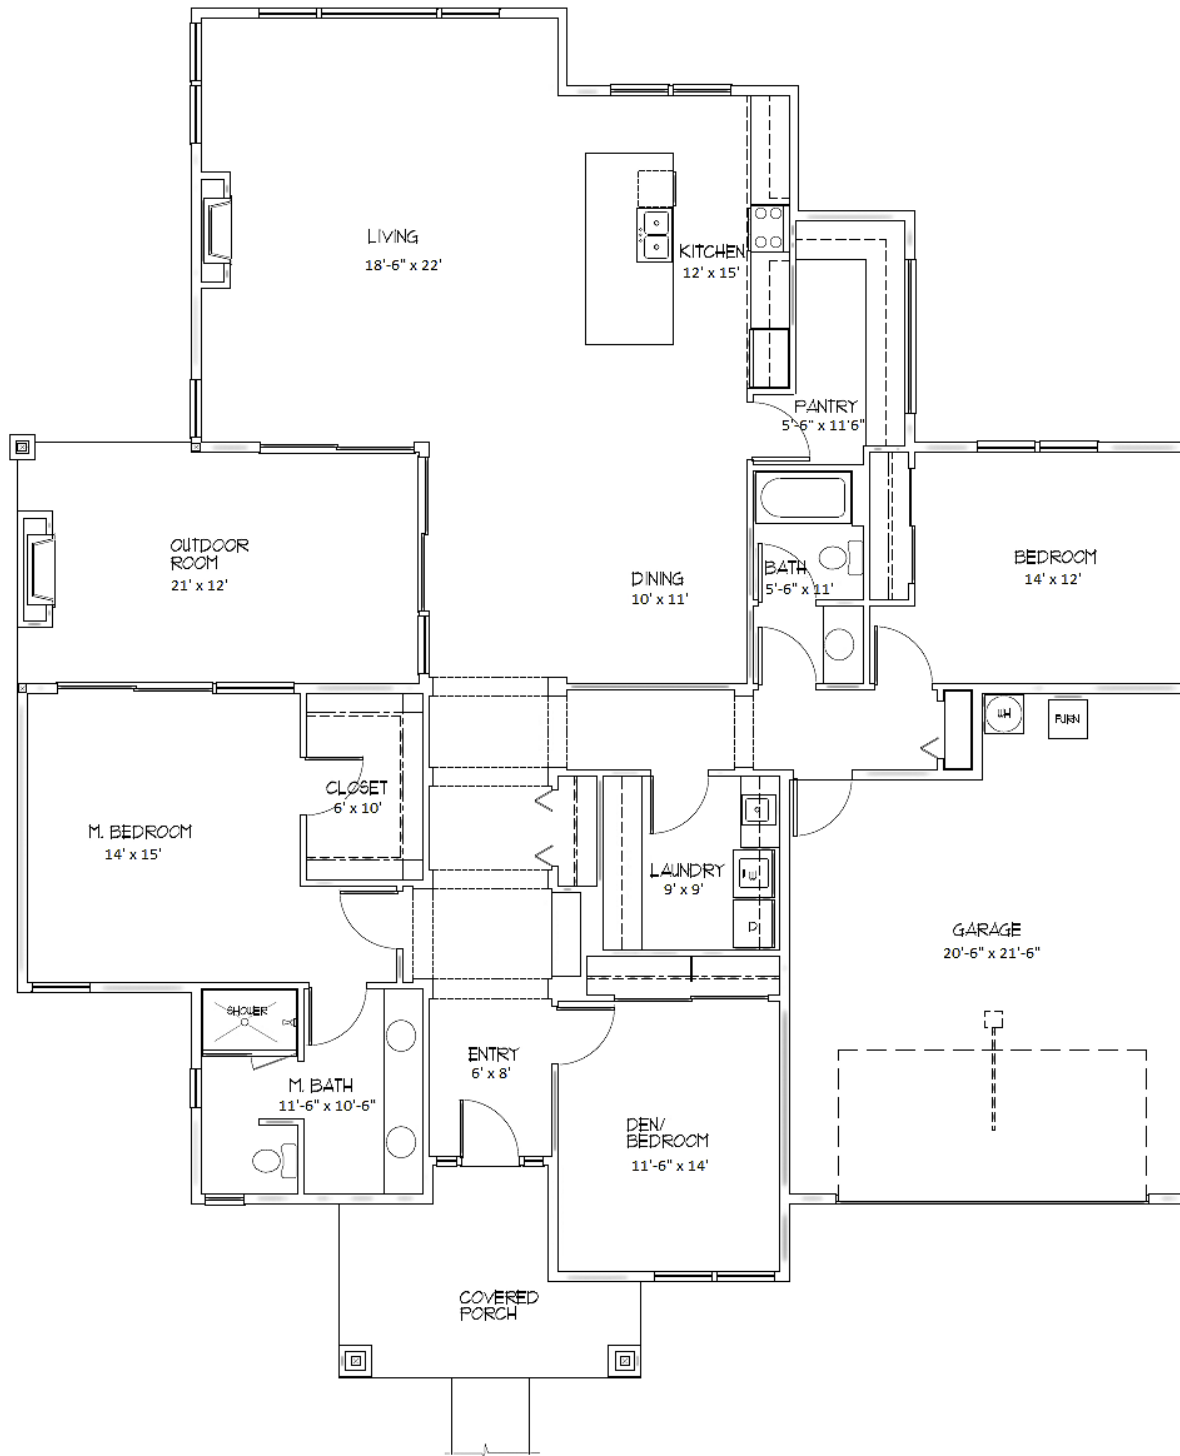 LIVING
18'-6" x 22'
KITCHEN
12' x 15'
PANTRY
5'-6" x 11'6"
OUTDOOR
ROOM
21' x 12'
DINING
10' x 11'
BATH
5'-6" x 11'
BEDROOM
14' x 12'
WH
FURN
CLOSET
6' x 10'
M. BEDROOM
14' x 15'
LAUNDRY
9' x 9'
W
D
GARAGE
20'-6" x 21'-6"
SHOWER
ENTRY
6' x 8'
M. BATH
11'-6" x 10'-6"
DEN/
BEDROOM
11'-6" x 14'
COVERED
PORCH